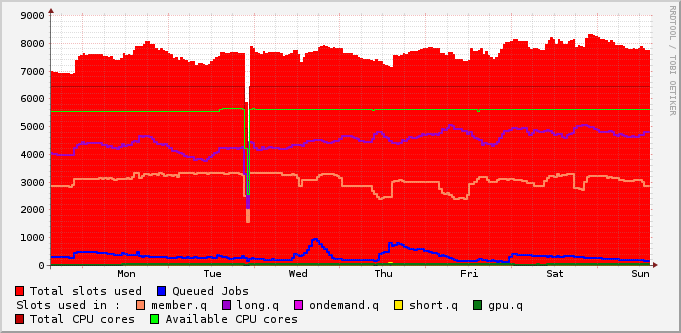 RRDTOOL / TOBI OETIKER
9000
8000
7000
6000
5000
4000
3000
2000
1000
0
Mon Tue Wed Thu Fri Sat Sun
Total slots used Queued Jobs
Slots used in : member.q long.q ondemand.q short.q gpu.q
Total CPU cores Available CPU cores